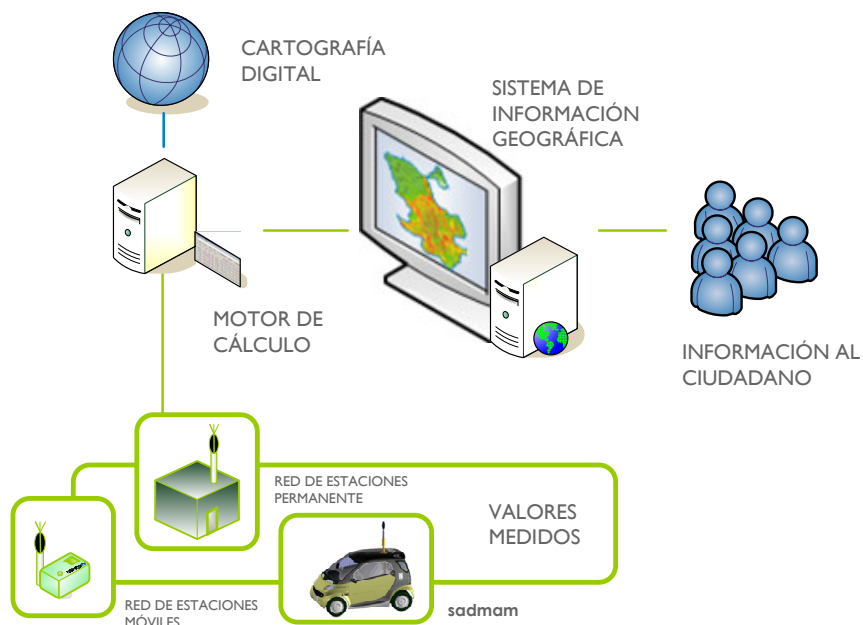 CARTOGRAFÍA
DIGITAL
SISTEMA DE
INFORMACIÓN
GEOGRÁFICA
MOTOR DE
CÁLCULO
INFORMACIÓN AL
CIUDADANO
RED DE ESTACIONES
PERMANENTE
VALORES
MEDIDOS
RED DE ESTACIONES
MÓVILES
sadmam